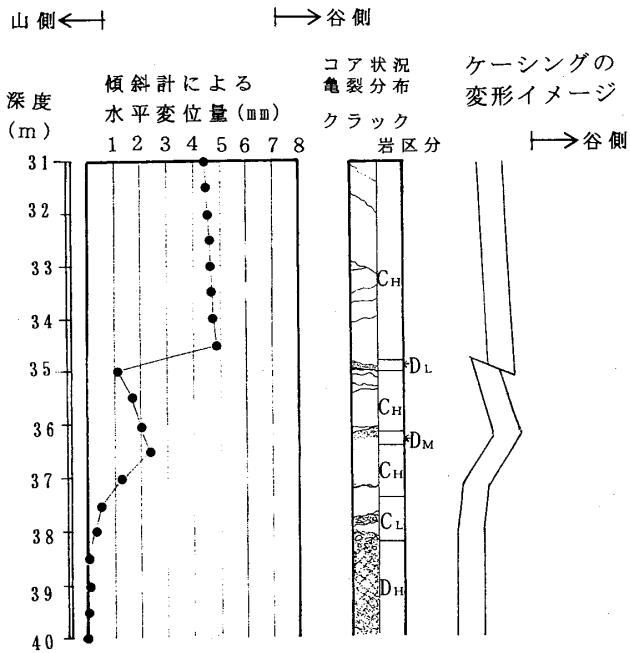 山側← →谷側
深度
(m)
傾斜計による
水平変位量(mm)
1 2 3 4 5 6 7 8
コア状況
亀裂分布
クラック
岩区分
ケーシングの
変形イメージ
→谷側
31
32
33
34
35
36
37
38
39
40
CH
*DL
CH
*DM
CH
CL
DH